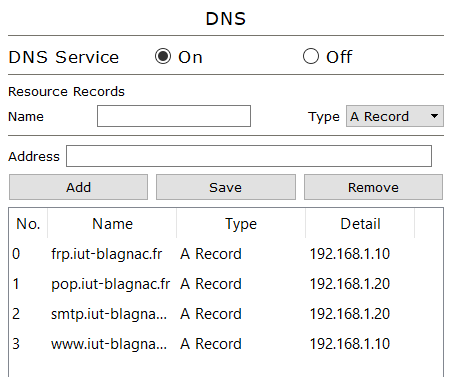 DNS
DNS Service On Off
Resource Records
Name Type A Record
Address
Add Save Remove
No. Name Type Detail
0 frp.iut-blagnac.fr A Record 192.168.1.10
1 pop.iut-blagnac.fr A Record 192.168.1.20
2 smtp.iut-blagna... A Record 192.168.1.20
3 www.iut-blagna... A Record 192.168.1.10